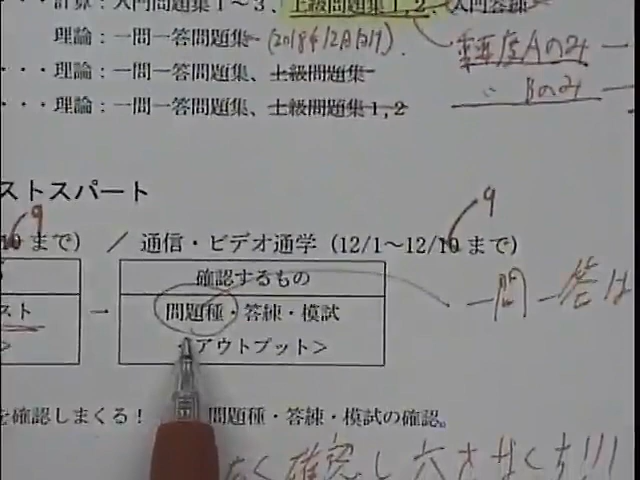 ・・・計算：入門問題集1～3、上級問題集1,2、入門答練
理論：一問一答問題集 (2018年12月1日付).
重要度Aのみ
・・・理論：一問一答問題集、上級問題集
Bのみ
・・・理論：一問一答問題集、上級問題集1,2
ストスパート
9
9
10まで） ／ 通信・ビデオ通学（12/1～12/10まで）
確認するもの
スト → 問題種・答練・模試
一問一答は
> <アウトプット>
を確認しまくる！ 問題種・答練・模試の確認。
確認し